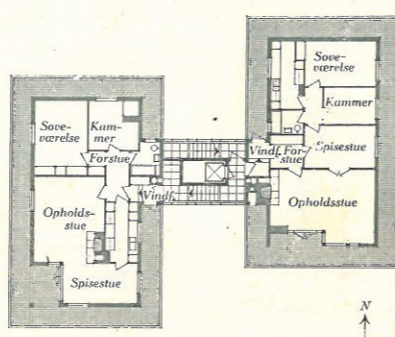 Sove-
værelse
Kam-
mer
Forstue
Vindf.
Opholds-
stue
Spisestue
Sove-
værelse
Kammer
Spisestue
Vindf.
For-
stue
Opholdsstue
N